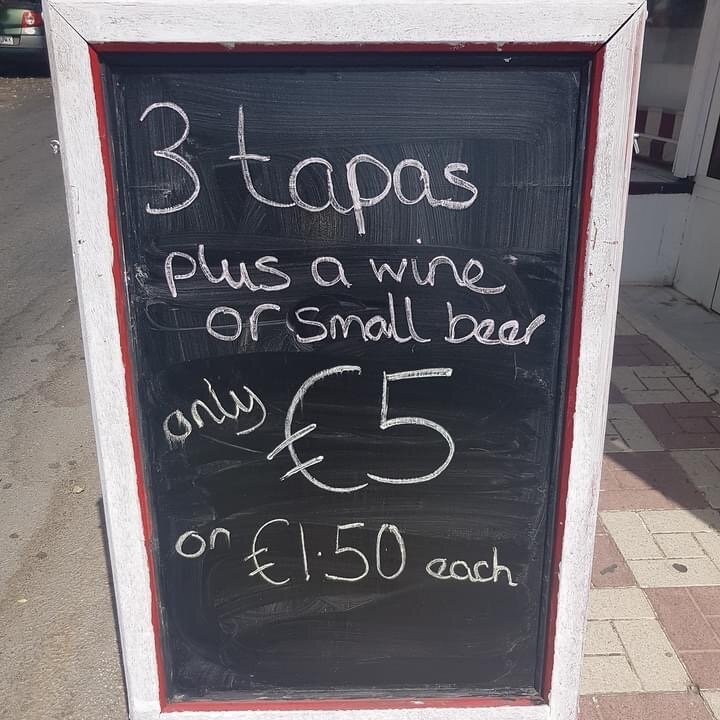 3 tapas
plus a wine
or small beer
only €5
or €1.50 each